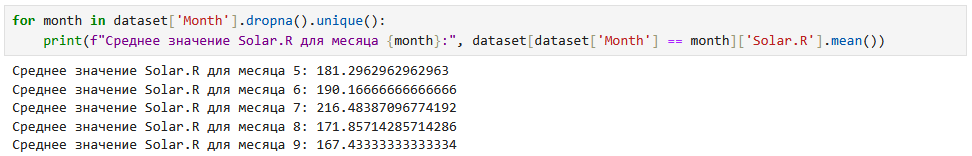 for month in dataset['Month'].dropna().unique():
    print(f"Среднее значение Solar.R для месяца {month}:", dataset[dataset['Month'] == month]['Solar.R'].mean())
Среднее значение Solar.R для месяца 5: 181.2962962962963
Среднее значение Solar.R для месяца 6: 190.16666666666666
Среднее значение Solar.R для месяца 7: 216.48387096774192
Среднее значение Solar.R для месяца 8: 171.85714285714286
Среднее значение Solar.R для месяца 9: 167.43333333333334